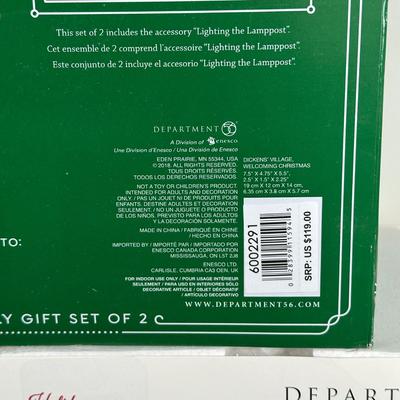 This set of 2 includes the accessory "Lighting the Lamppost".
Cet ensemble de 2 comprend l'accessoire "Lighting the Lamppost".
Este conjunto de 2 incluye el accesorio "Lighting the Lamppost".
DEPARTMENT 56
A Division of enesco
Une Division d'Enesco / Una División de Enesco
EDEN PRAIRIE, MN 55344, USA
© 2018. ALL RIGHTS RESERVED.
TOUS DROITS RÉSERVÉS
TODOS LOS DERECHOS RESERVADOS
NOT A TOY OR CHILDREN'S PRODUCT.
INTENDED FOR ADULTS AND DECORATION
ONLY. / PAS UN JOUET NI DE PRODUIT POUR
ENFANTS. DESTINE ADULTES ET DECORATION
SEULEMENT. / NO UN JUGUETE O PRODUCTO
DE LOS NIÑOS. PREVISTO PARA LOS ADULTOS
Y LA DECORACION SOLAMENTE.
MADE IN CHINA / FABRIQUÉ EN CHINE
/ HECHO EN CHINA
IMPORTED BY / IMPORTÉ PAR / IMPORTADO POR
ENESCO CANADA CORPORATION
MISSISSAUGA, ON L5T 2J8
ENESCO LTD.
CARLISLE, CUMBRIA CA6 OEN, UK
FOR INDOOR USE ONLY / POUR USAGE INTÉRIEUR
SEULEMENT / PARA USO EN INTERIORES SÓLO
DECORATIVE ARTICLE / OBJET DÉCORATIF
/ ARTÍCULO DECORATIVO
DICKENS' VILLAGE,
WELCOMING CHRISTMAS
7.5" X 4.75" X 5.5",
2.5" X 1.5" X 2.25"
19 cm X 12 cm X 14 cm,
6.35 cm X 3.8 cm X 5.7 cm
6002291
SRP: US $119.00
WWW.DEPARTMENT56.COM
TO:
LY GIFT SET OF 2
DEPART